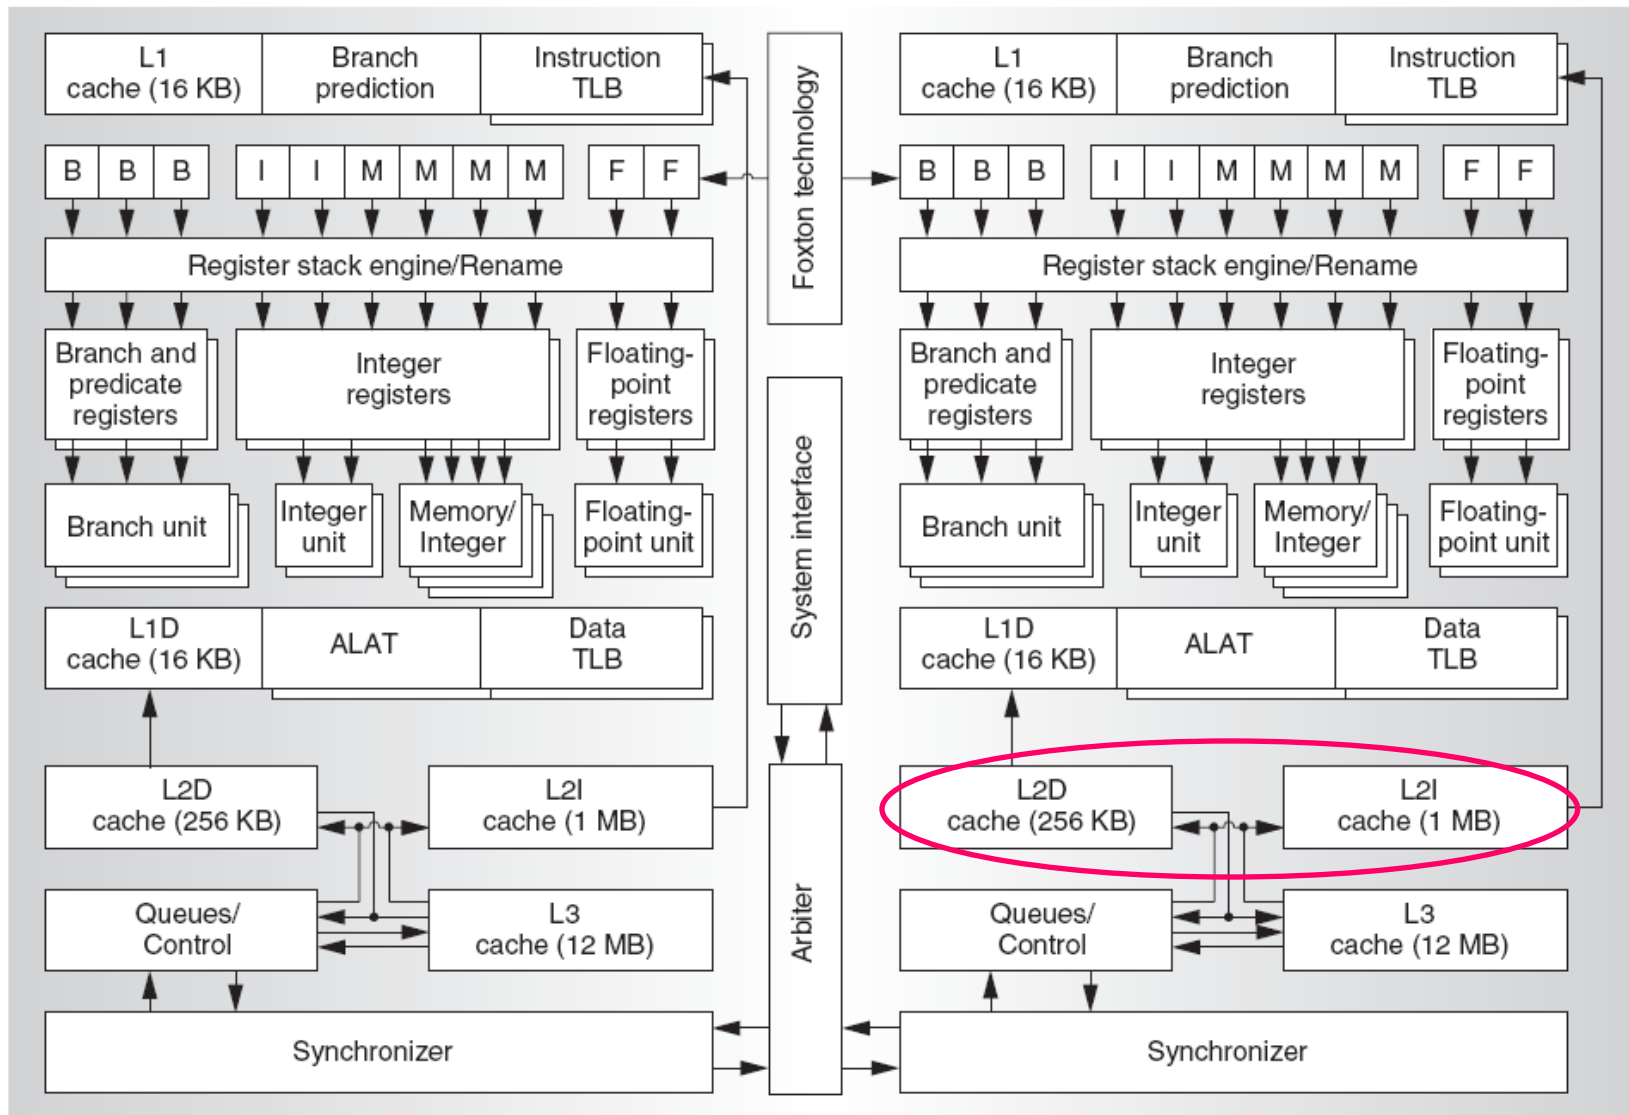 L1
cache (16 KB)
Branch
prediction
Instruction
TLB
B B B I I M M M M F F
Register stack engine/Rename
Branch and
predicate
registers
Integer
registers
Floating-
point
registers
Branch unit
Integer
unit
Memory/
Integer
Floating-
point unit
L1D
cache (16 KB)
ALAT
Data
TLB
L2D
cache (256 KB)
L2I
cache (1 MB)
Queues/
Control
L3
cache (12 MB)
Synchronizer
Foxton technology
System interface
Arbiter
L1
cache (16 KB)
Branch
prediction
Instruction
TLB
B B B I I M M M M F F
Register stack engine/Rename
Branch and
predicate
registers
Integer
registers
Floating-
point
registers
Branch unit
Integer
unit
Memory/
Integer
Floating-
point unit
L1D
cache (16 KB)
ALAT
Data
TLB
L2D
cache (256 KB)
L2I
cache (1 MB)
Queues/
Control
L3
cache (12 MB)
Synchronizer